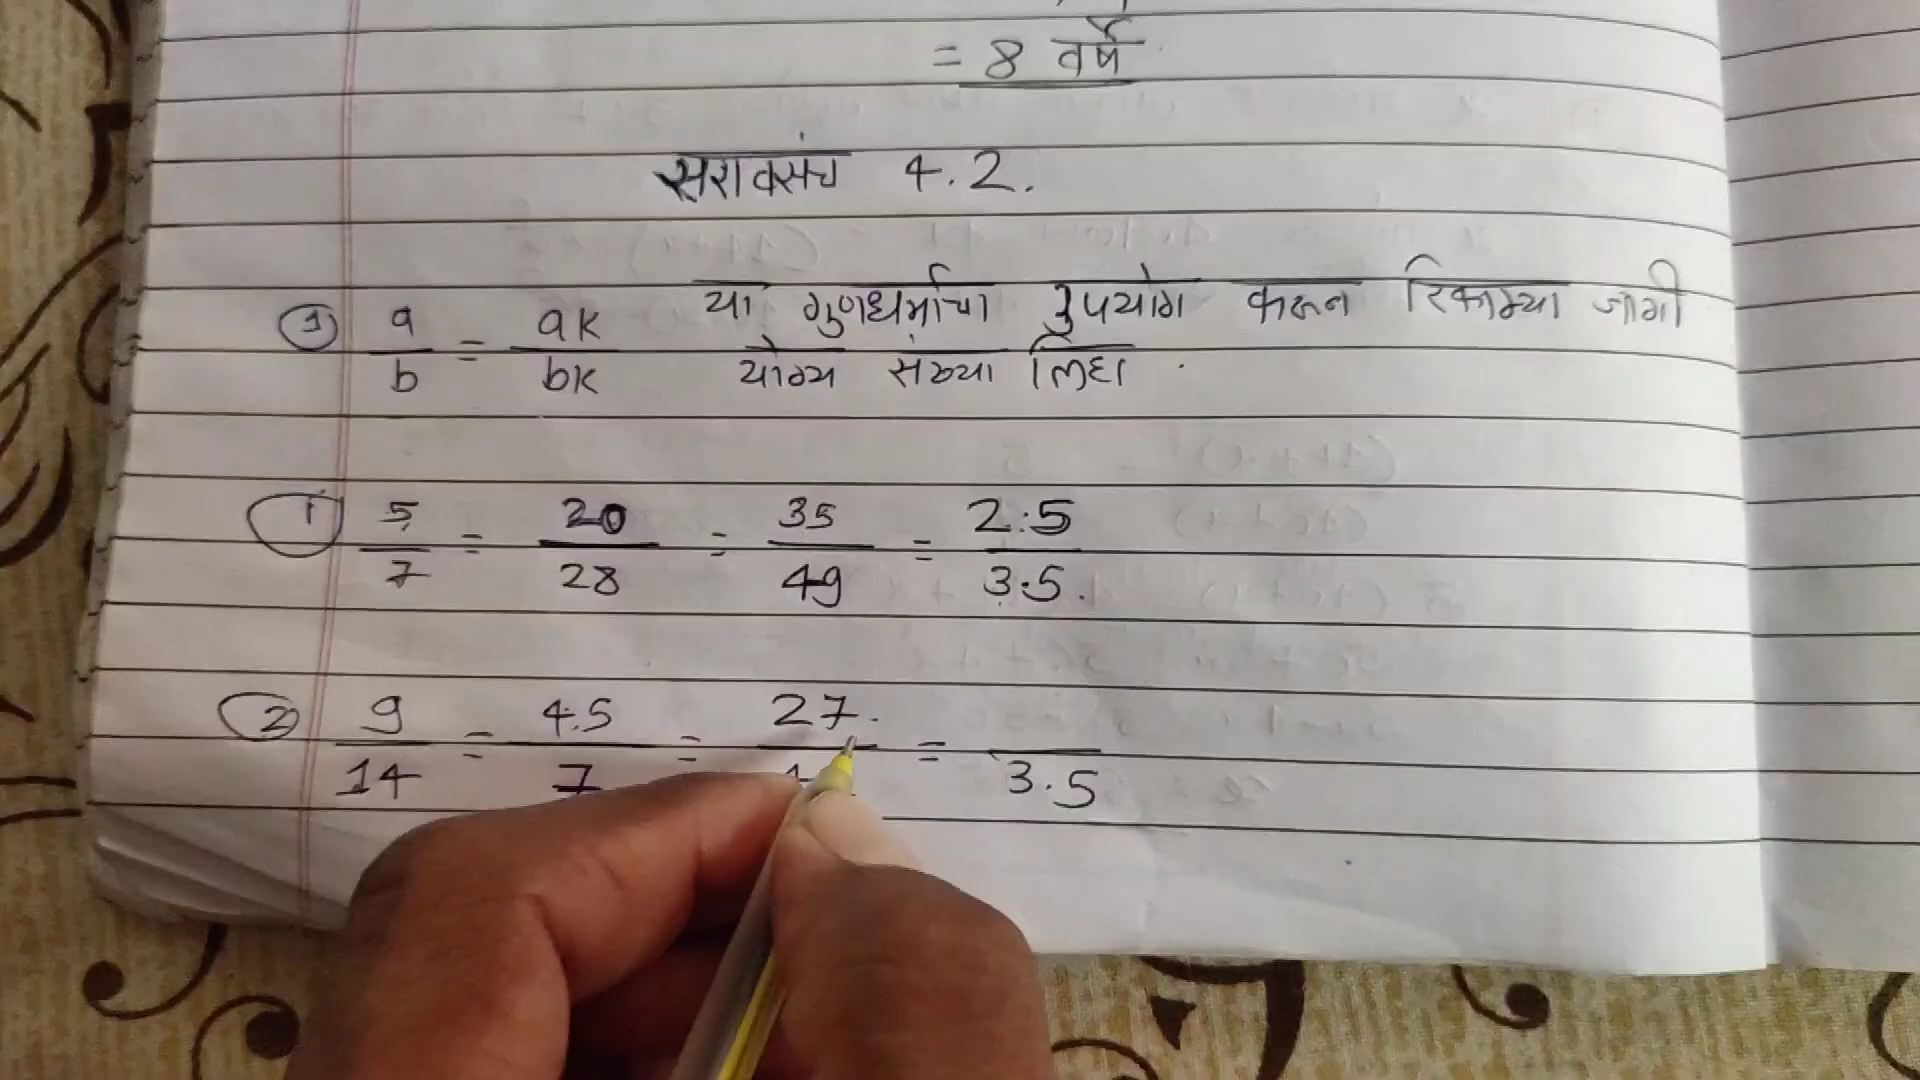 = 8 वर्षे
सरावसंच 4.2.
(1) a/b = ak/bk या गुणधर्माचा उपयोग करून रिकाम्या जागी
योग्य संख्या लिहा.
(1) 5/7 = 20/28 = 35/49 = 2.5/3.5.
(2) 9/14 = 4.5/7 = 27/ = /3.5